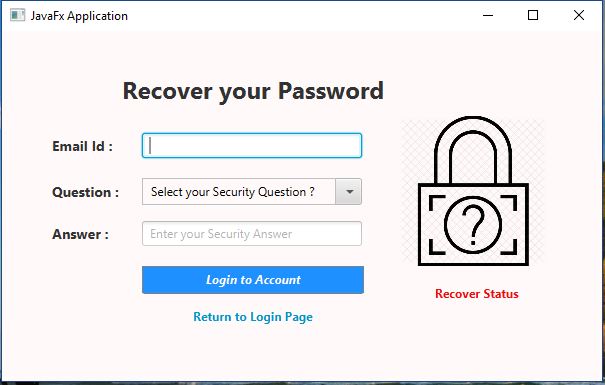 JavaFx Application
Recover your Password
Email Id :
Question : Select your Security Question ?
Answer : Enter your Security Answer
?
Login to Account
Recover Status
Return to Login Page